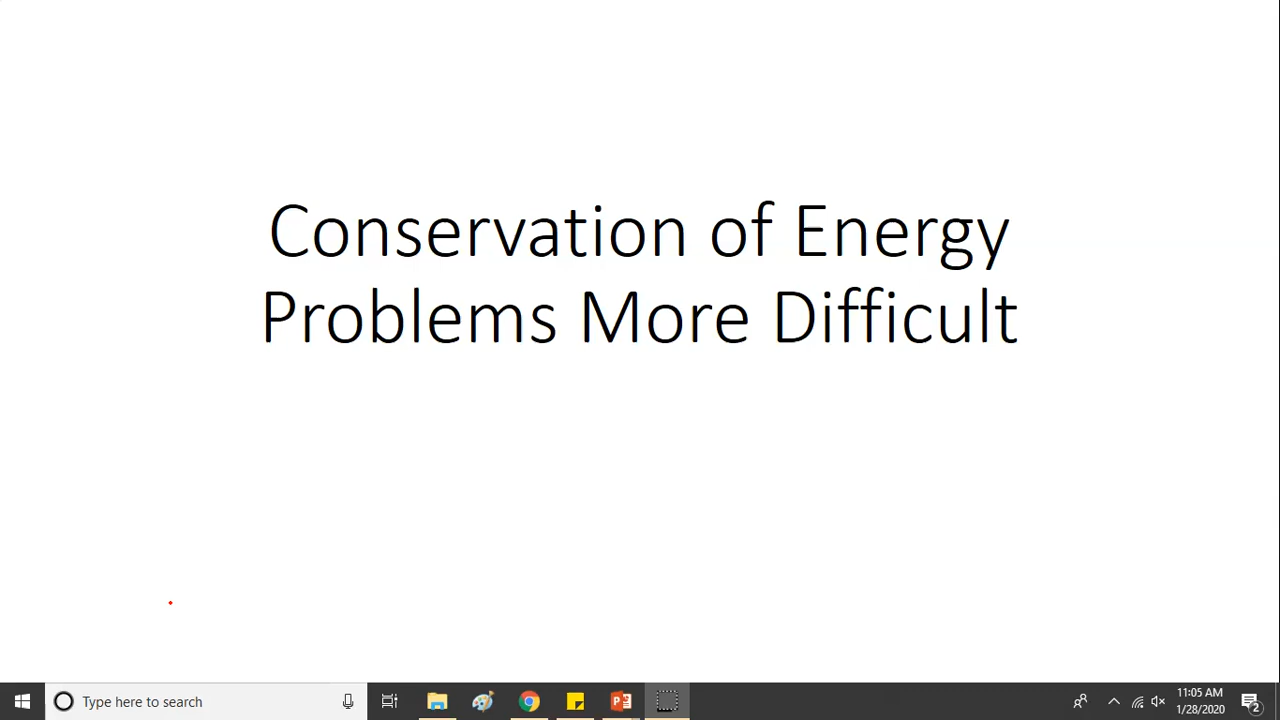 Conservation of Energy
Problems More Difficult
Type here to search
11:05 AM
1/28/2020
2